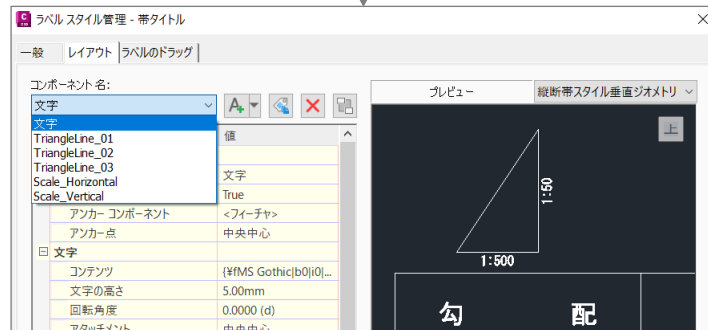 ラベル スタイル管理 - 帯タイトル
一般
レイアウト
ラベルのドラッグ
コンポーネント名:
文字
文字
TriangleLine_01
TriangleLine_02
TriangleLine_03
Scale_Horizontal
Scale_Vertical
値
文字
True
アンカー コンポーネント
<フィーチャ>
アンカー点
中央中心
文字
コンテンツ
{¥fMS Gothic|b0|i0|...
文字の高さ
5.00mm
回転角度
0.0000 (d)
アタッチメント
中央中心
プレビュー
縦断帯スタイル垂直ジオメトリ
上
1:50
1:500
勾 配